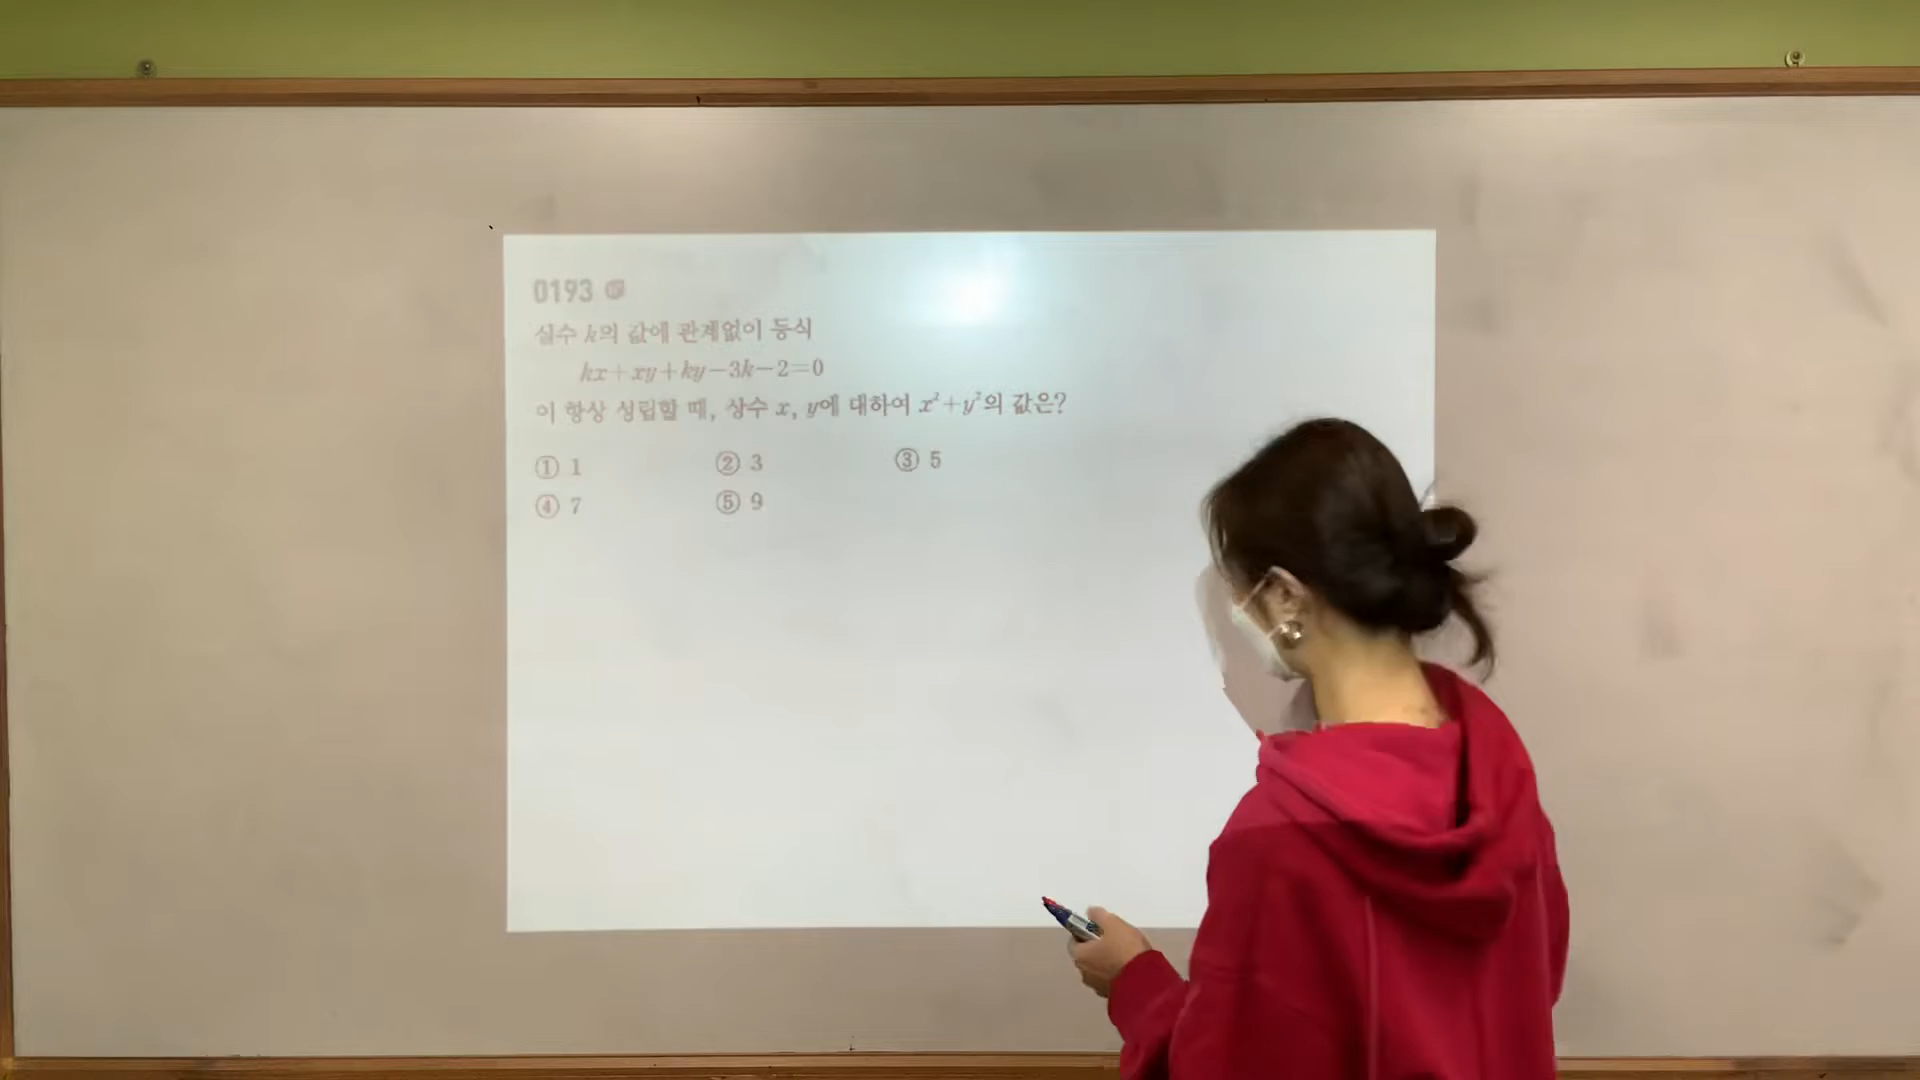 0193
실수 k의 값에 관계없이 등식
kx+xy+ky-3k-2=0
이 항상 성립할 때, 상수 x, y에 대하여 x²+y²의 값은?
① 1 ② 3 ③ 5
④ 7 ⑤ 9